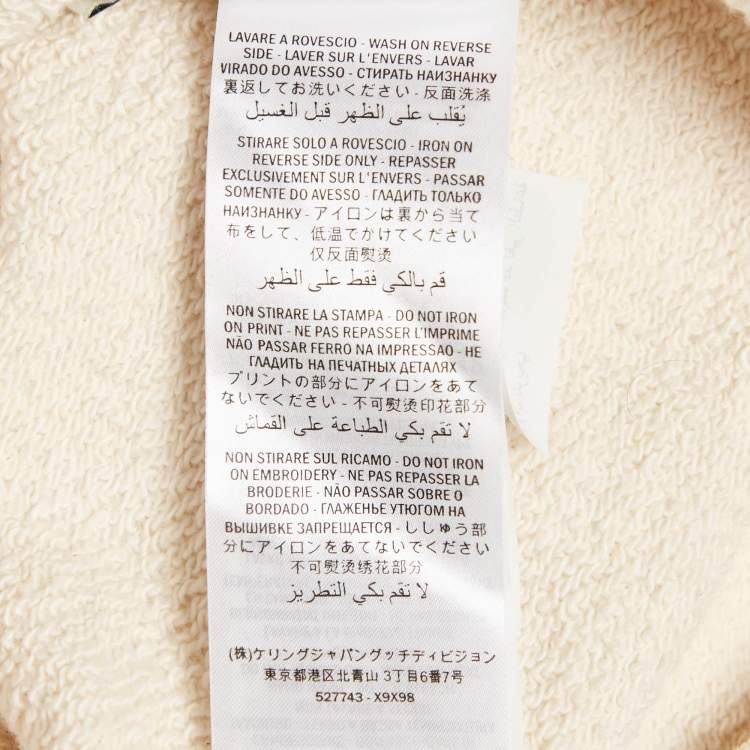 LAVARE A ROVESCIO - WASH ON REVERSE
SIDE - LAVER SUR L'ENVERS - LAVAR
VIRADO DO AVESSO - СТИРАТЬ НАИЗНАНКУ
裏返してお洗いください - 反面洗涤
يُقلب على الظهر قبل الغسيل
STIRARE SOLO A ROVESCIO - IRON ON
REVERSE SIDE ONLY - REPASSER
EXCLUSIVEMENT SUR L'ENVERS - PASSAR
SOMENTE DO AVESSO - ГЛАДИТЬ ТОЛЬКО
НАИЗНАНКУ - アイロンは裏から当て
布をして、低温でかけてください
仅反面熨烫
قم بالكي فقط على الظهر
NON STIRARE LA STAMPA - DO NOT IRON
ON PRINT - NE PAS REPASSER L'IMPRIME
NÃO PASSAR FERRO NA IMPRESSAO - НЕ
ГЛАДИТЬ НА ПЕЧАТНЫХ ДЕТАЛЯХ
プリントの部分にアイロンをあて
ないでください - 不可熨烫印花部分
لا تقم بكي الطباعة على القماش
NON STIRARE SUL RICAMO - DO NOT IRON
ON EMBROIDERY - NE PAS REPASSER LA
BRODERIE - NÃO PASSAR SOBRE O
BORDADO - ГЛАЖЕНЬЕ УТЮГОМ НА
ВЫШИВКЕ ЗАПРЕЩАЕТСЯ - ししゅう部
分にアイロンをあてないでください
不可熨烫绣花部分
لا تقم بكي التطريز
(株)ケリングジャパングッチディビジョン
東京都港区北青山 3丁目6番7号
527743 - X9X98